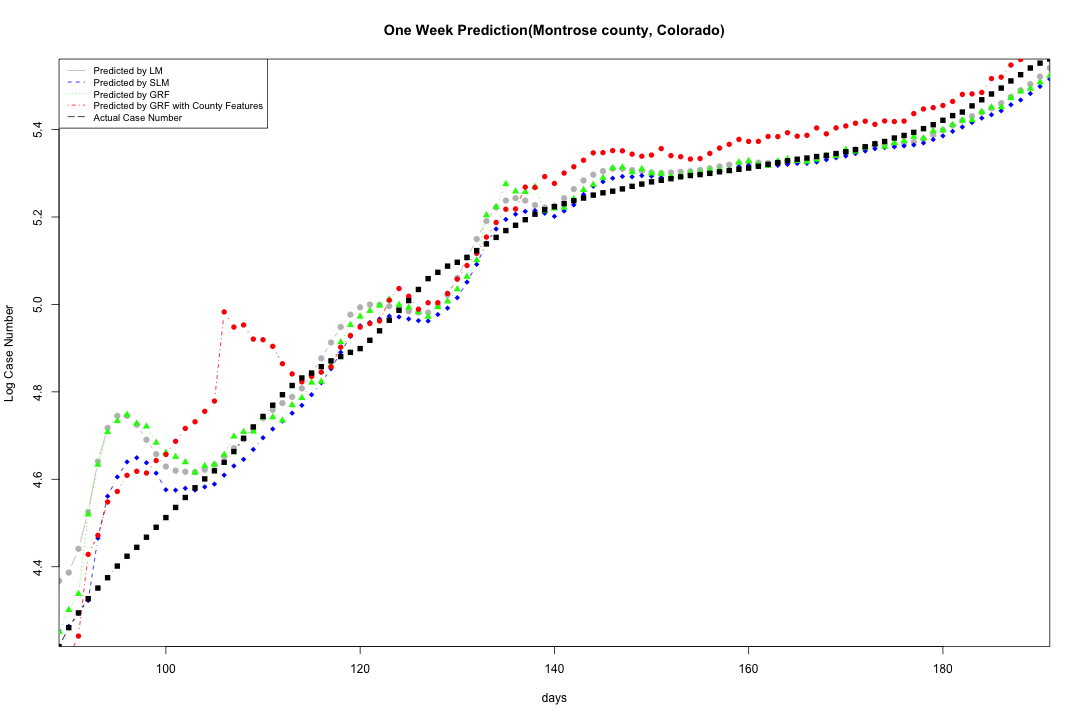 One Week Prediction(Montrose county, Colorado)
Predicted by LM
Predicted by SLM
Predicted by GRF
Predicted by GRF with County Features
Actual Case Number
Log Case Number
5.4
5.2
5.0
4.8
4.6
4.4
100 120 140 160 180
days